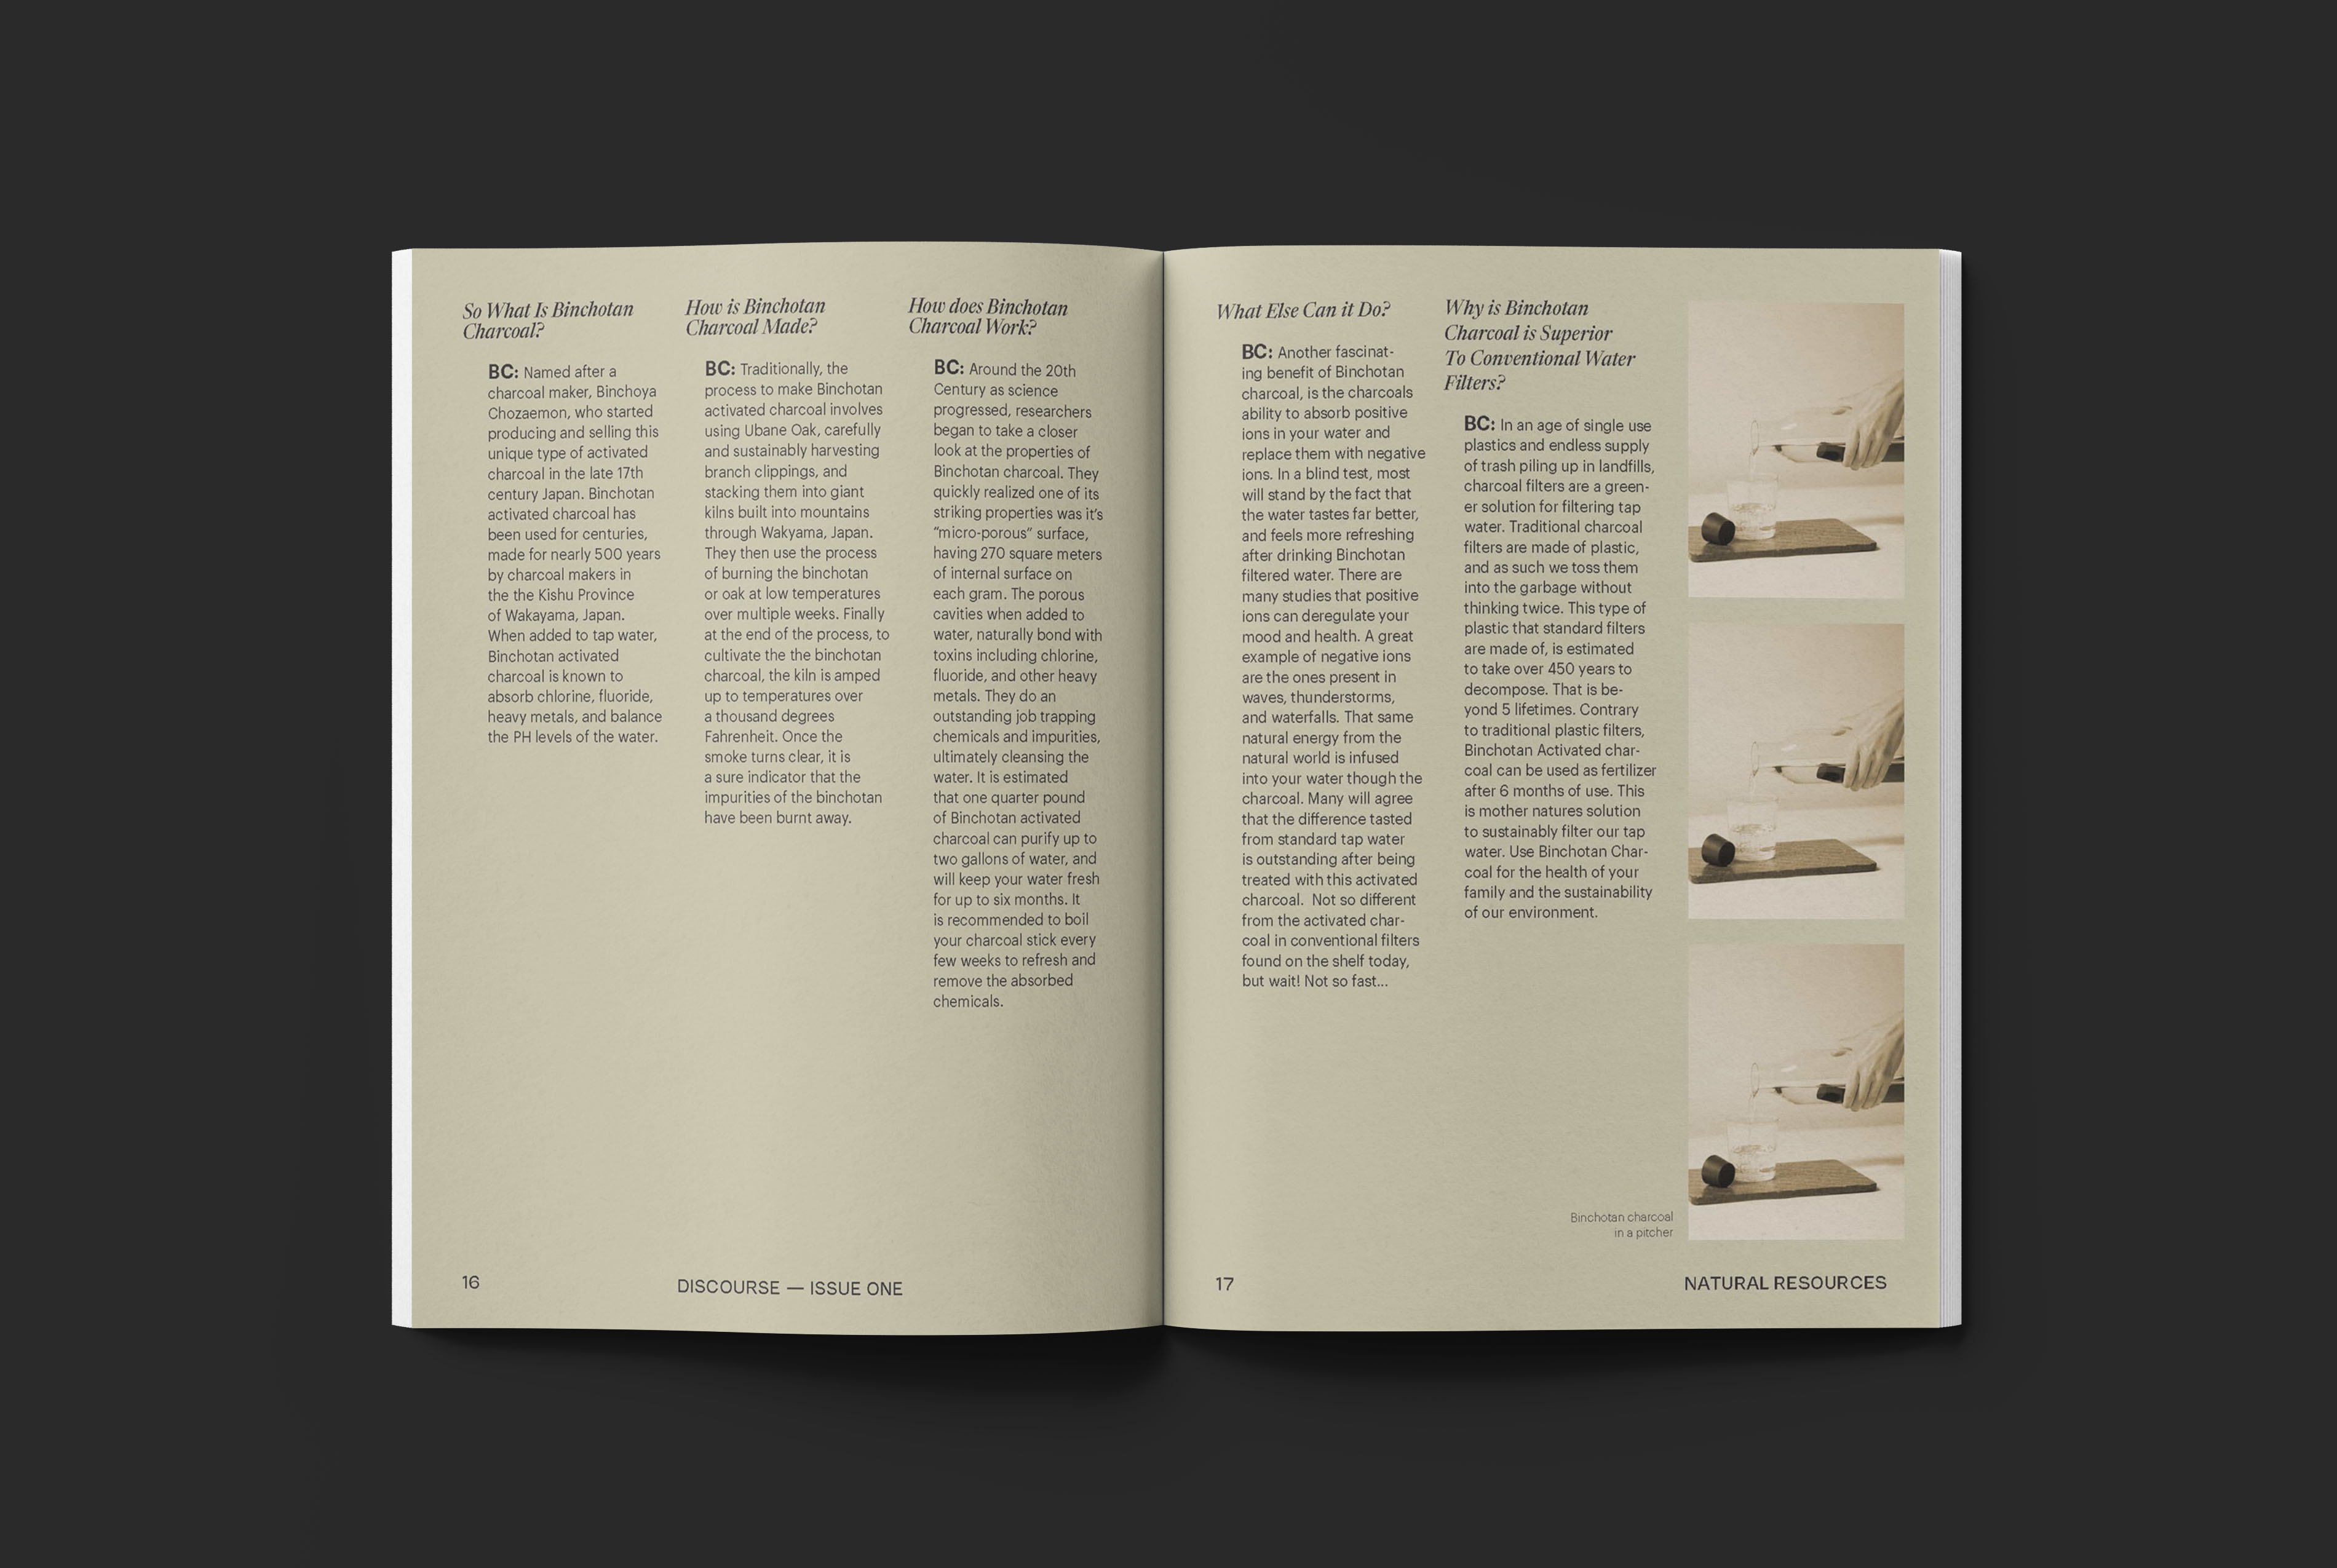 So What Is Binchotan
Charcoal?
BC: Named after a
charcoal maker, Binchoya
Chozaemon, who started
producing and selling this
unique type of activated
charcoal in the late 17th
century Japan. Binchotan
activated charcoal has
been used for centuries,
made for nearly 500 years
by charcoal makers in
the the Kishu Province
of Wakayama, Japan.
When added to tap water,
Binchotan activated
charcoal is known to
absorb chlorine, fluoride,
heavy metals, and balance
the PH levels of the water.
How is Binchotan
Charcoal Made?
BC: Traditionally, the
process to make Binchotan
activated charcoal involves
using Ubane Oak, carefully
and sustainably harvesting
branch clippings, and
stacking them into giant
kilns built into mountains
through Wakyama, Japan.
They then use the process
of burning the binchotan
or oak at low temperatures
over multiple weeks. Finally
at the end of the process, to
cultivate the the binchotan
charcoal, the kiln is amped
up to temperatures over
a thousand degrees
Fahrenheit. Once the
smoke turns clear, it is
a sure indicator that the
impurities of the binchotan
have been burnt away.
How does Binchotan
Charcoal Work?
BC: Around the 20th
Century as science
progressed, researchers
began to take a closer
look at the properties of
Binchotan charcoal. They
quickly realized one of its
striking properties was it's
"micro-porous" surface,
having 270 square meters
of internal surface on
each gram. The porous
cavities when added to
water, naturally bond with
toxins including chlorine,
fluoride, and other heavy
metals. They do an
outstanding job trapping
chemicals and impurities,
ultimately cleansing the
water. It is estimated
that one quarter pound
of Binchotan activated
charcoal can purify up to
two gallons of water, and
will keep your water fresh
for up to six months. It
is recommended to boil
your charcoal stick every
few weeks to refresh and
remove the absorbed
chemicals.
16
DISCOURSE — ISSUE ONE
What Else Can it Do?
BC: Another fascinat-
ing benefit of Binchotan
charcoal, is the charcoals
ability to absorb positive
ions in your water and
replace them with negative
ions. In a blind test, most
will stand by the fact that
the water tastes far better,
and feels more refreshing
after drinking Binchotan
filtered water. There are
many studies that positive
ions can deregulate your
mood and health. A great
example of negative ions
are the ones present in
waves, thunderstorms,
and waterfalls. That same
natural energy from the
natural world is infused
into your water though the
charcoal. Many will agree
that the difference tasted
from standard tap water
is outstanding after being
treated with this activated
charcoal.  Not so different
from the activated char-
coal in conventional filters
found on the shelf today,
but wait! Not so fast...
Why is Binchotan
Charcoal is Superior
To Conventional Water
Filters?
BC: In an age of single use
plastics and endless supply
of trash piling up in landfills,
charcoal filters are a green-
er solution for filtering tap
water. Traditional charcoal
filters are made of plastic,
and as such we toss them
into the garbage without
thinking twice. This type of
plastic that standard filters
are made of, is estimated
to take over 450 years to
decompose. That is be-
yond 5 lifetimes. Contrary
to traditional plastic filters,
Binchotan Activated char-
coal can be used as fertilizer
after 6 months of use. This
is mother natures solution
to sustainably filter our tap
water. Use Binchotan Char-
coal for the health of your
family and the sustainability
of our environment.
Binchotan charcoal
in a pitcher
17
NATURAL RESOURCES